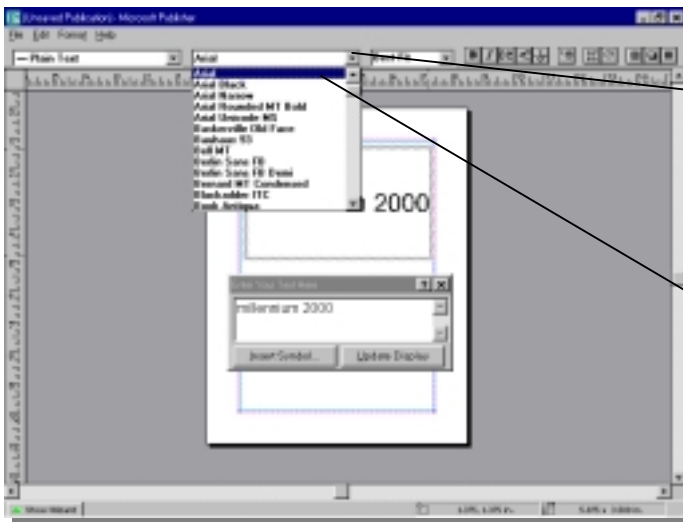 (Unsaved Publication) - Microsoft Publisher
File Edit Format Help
Plain Text Arial Best Fit
Arial
Arial Black
Arial Narrow
Arial Rounded MT Bold
Arial Unicode MS
Baskerville Old Face
Bauhaus 93
Bell MT
Berlin Sans FB
Berlin Sans FB Demi
Bernard MT Condensed
Blackadder ITC
Book Antiqua
2000
Enter Your Text Here
millennium 2000
Insert Symbol... Update Display
Show Wizard